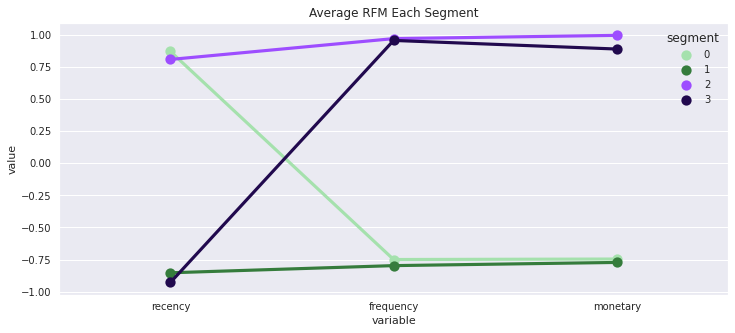 Average RFM Each Segment
segment
0
1
2
3
1.00
0.75
0.50
0.25
0.00
−0.25
−0.50
−0.75
−1.00
value
recency frequency monetary
variable